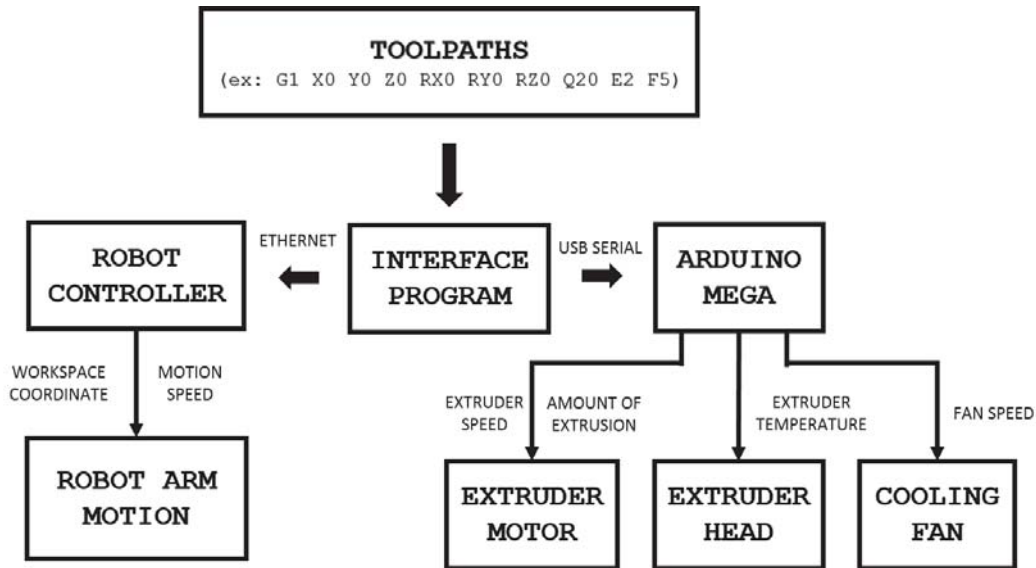 TOOLPATHS
(ex: G1 X0 Y0 Z0 RX0 RY0 RZ0 Q20 E2 F5)
ROBOT
CONTROLLER
ETHERNET
INTERFACE
PROGRAM
USB SERIAL
ARDUINO
MEGA
WORKSPACE
COORDINATE
MOTION
SPEED
EXTRUDER
SPEED
AMOUNT OF
EXTRUSION
EXTRUDER
TEMPERATURE
FAN SPEED
ROBOT ARM
MOTION
EXTRUDER
MOTOR
EXTRUDER
HEAD
COOLING
FAN